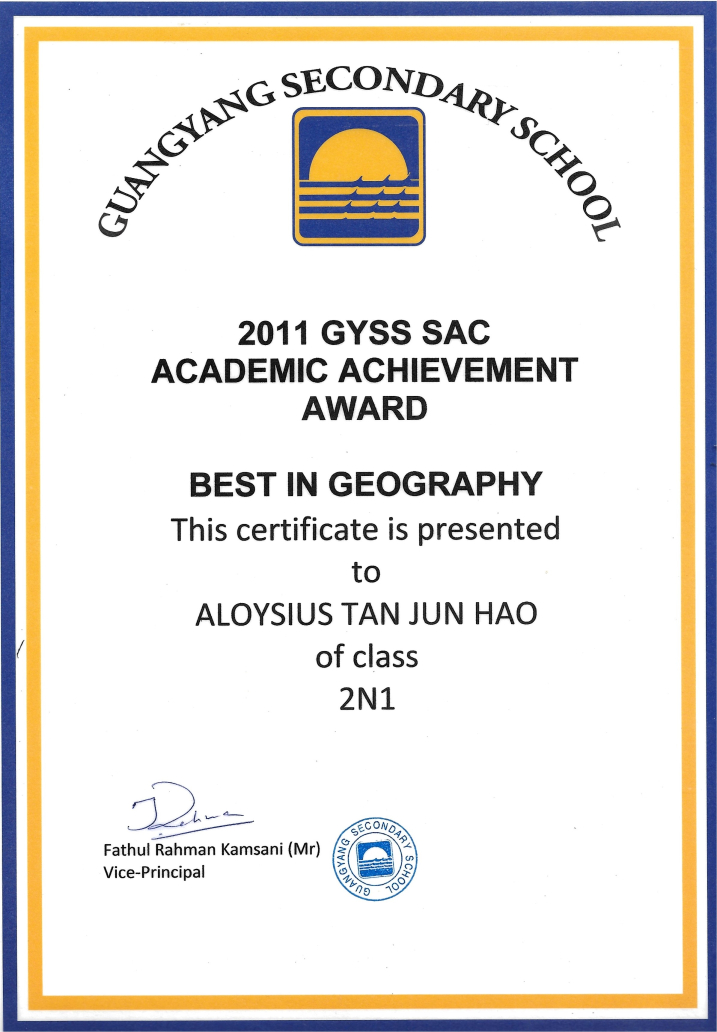 GUANGYANG SECONDARY SCHOOL
2011 GYSS SAC
ACADEMIC ACHIEVEMENT
AWARD
BEST IN GEOGRAPHY
This certificate is presented
to
ALOYSIUS TAN JUN HAO
of class
2N1
Fathul Rahman Kamsani (Mr)
Vice-Principal
GUANGYANG SECONDARY SCHOOL